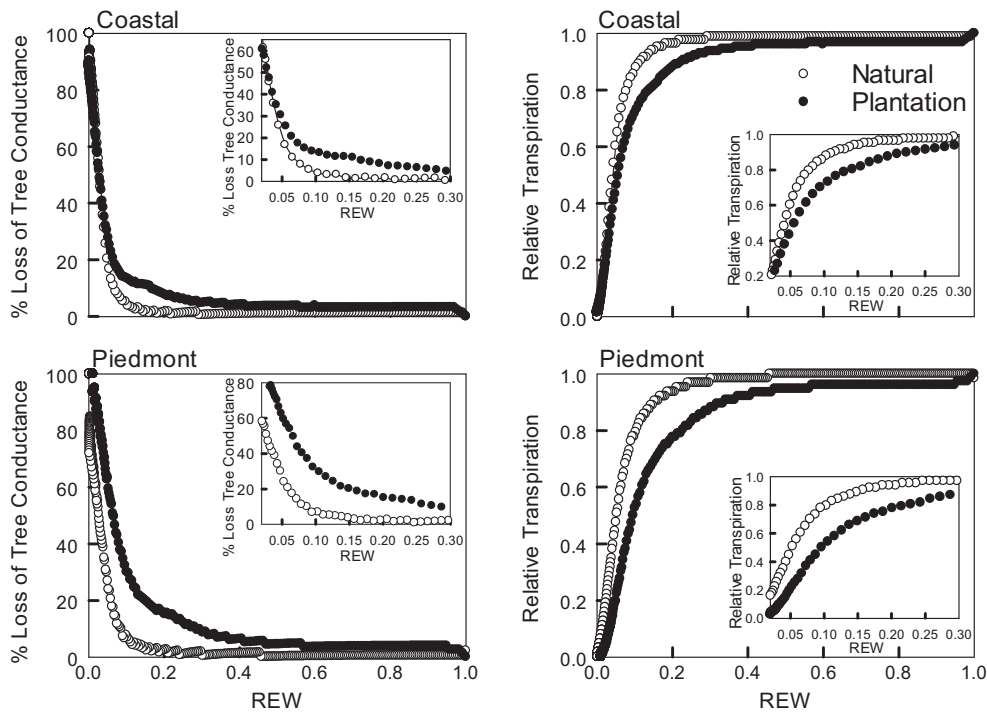 Coastal
% Loss of Tree Conductance
100
80
60
40
20
0
% Loss Tree Conductance
60
50
40
30
20
10
0
0.05 0.10 0.15 0.20 0.25 0.30
REW
Coastal
Relative Transpiration
1.0
0.8
0.6
0.4
0.2
0.0
Natural
Plantation
Relative Transpiration
1.0
0.8
0.6
0.4
0.2
0.05 0.10 0.15 0.20 0.25 0.30
REW
Piedmont
% Loss of Tree Conductance
100
80
60
40
20
0
0.0 0.2 0.4 0.6 0.8 1.0
REW
% Loss Tree Conductance
80
60
40
20
0
0.05 0.10 0.15 0.20 0.25 0.30
REW
Piedmont
Relative Transpiration
1.0
0.8
0.6
0.4
0.2
0.0
0.0 0.2 0.4 0.6 0.8 1.0
REW
Relative Transpiration
1.0
0.8
0.6
0.4
0.2
0.0
0.05 0.10 0.15 0.20 0.25 0.30
REW